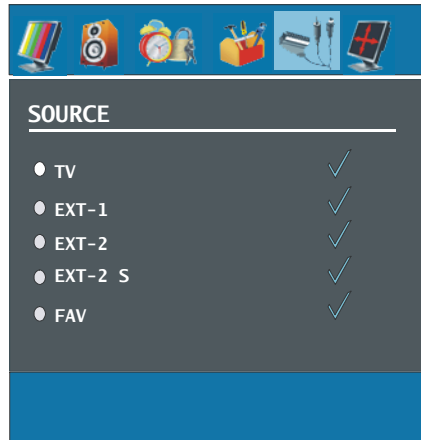 SOURCE
TV
EXT-1
EXT-2
EXT-2 S
FAV